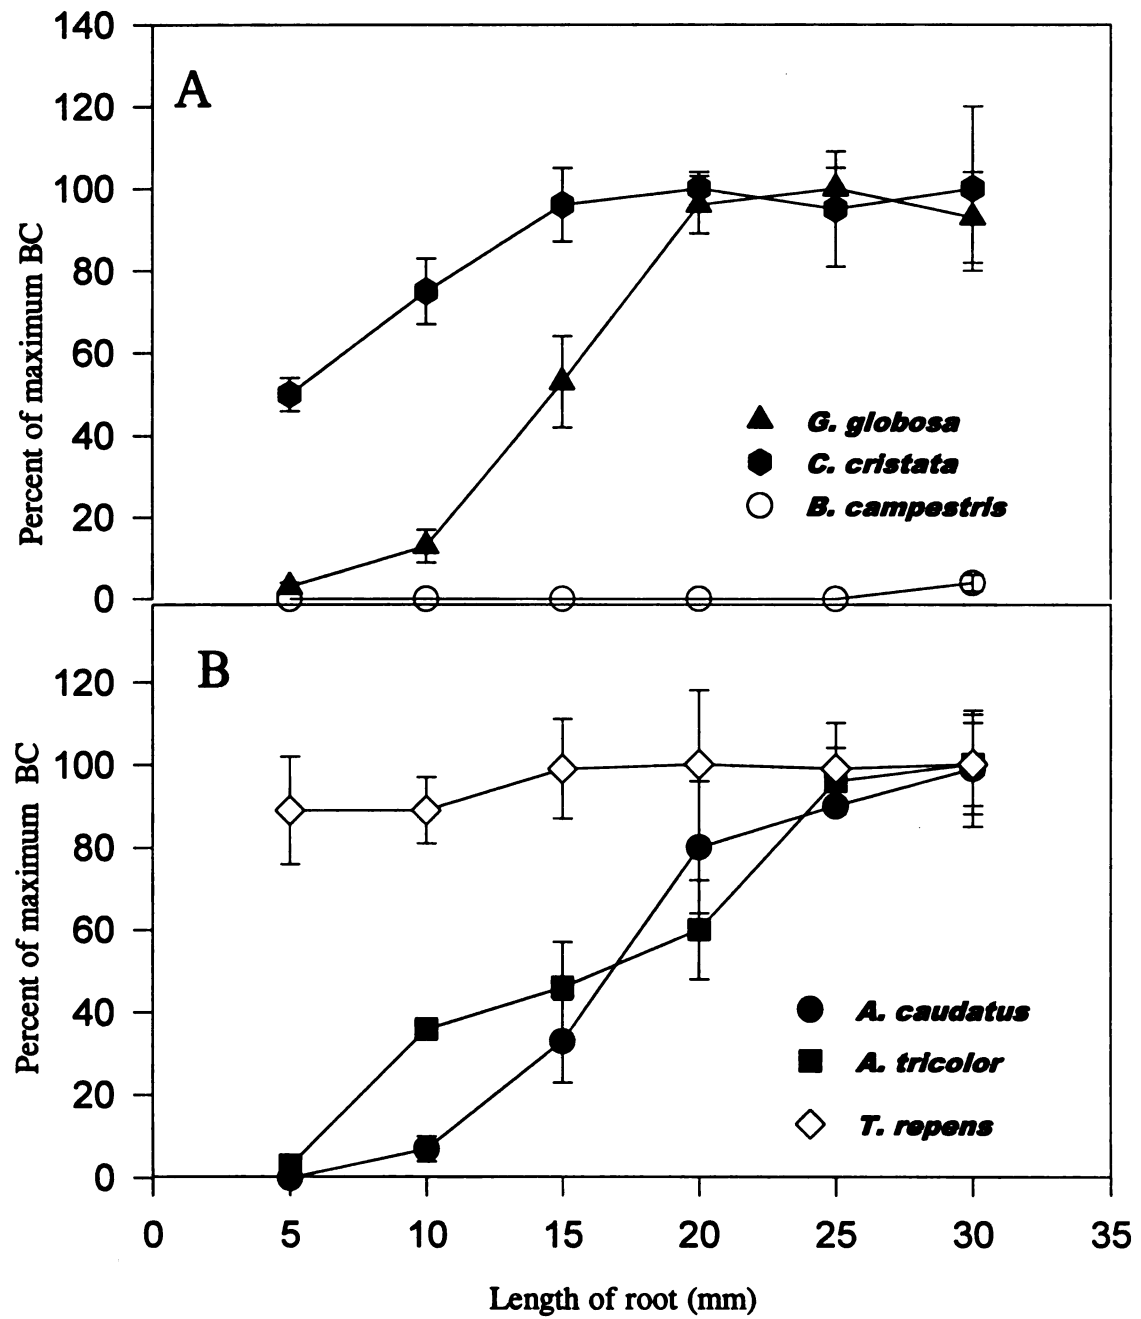 140
A
120
100
80
60
40
20
0
Percent of maximum BC
G. globosa
C. cristata
B. campestris
B
120
100
80
60
40
20
0
Percent of maximum BC
A. caudatus
A. tricolor
T. repens
0 5 10 15 20 25 30 35
Length of root (mm)